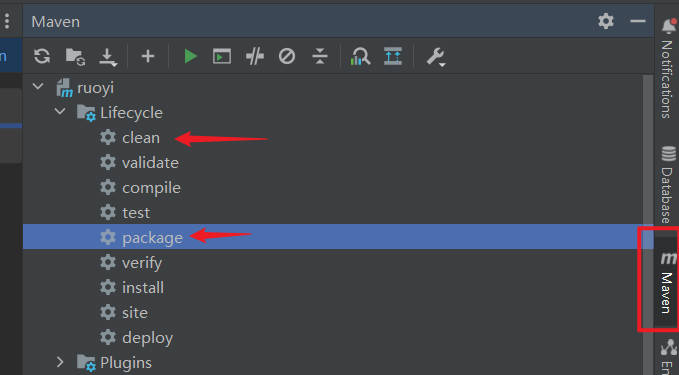 Maven
n
ruoyi
Lifecycle
clean
validate
compile
test
package
verify
install
site
deploy
Plugins
Notifications
Database
m
Maven
En